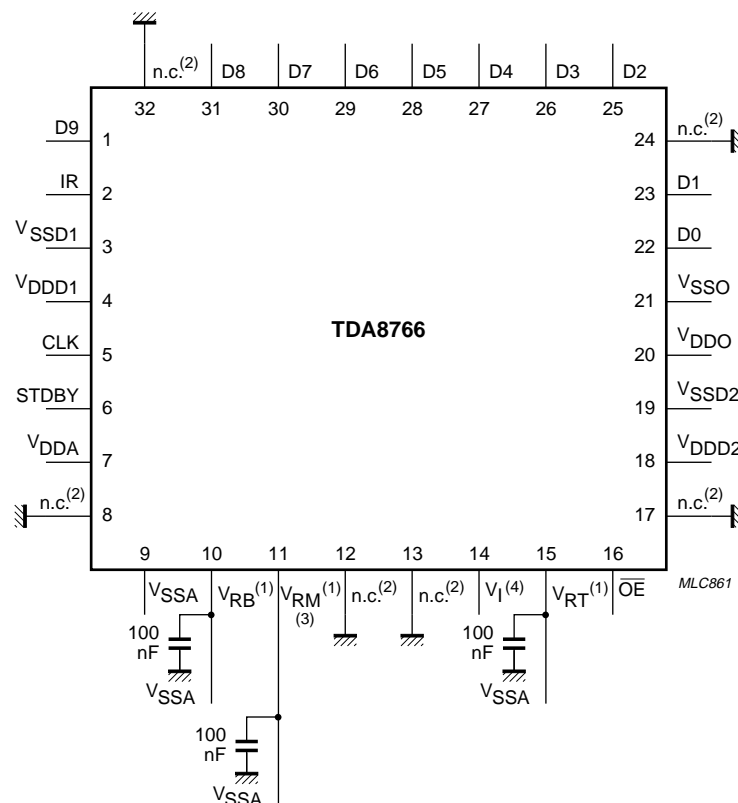 n.c.(2) D8 D7 D6 D5 D4 D3 D2
32 31 30 29 28 27 26 25
D9 1 24 n.c.(2)
IR 2 23 D1
VSSD1 3 22 D0
VDDD1 4 21 VSSO
TDA8766
CLK 5 20 VDDO
STDBY 6 19 VSSD2
VDDA 7 18 VDDD2
n.c.(2) 8 17 n.c.(2)
9 10 11 12 13 14 15 16
MLC861
VSSA VRB(1) VRM(1) n.c.(2) n.c.(2) VI(4) VRT(1) O̅E̅
(3)
100 nF
VSSA
100 nF
VSSA
100 nF
VSSA